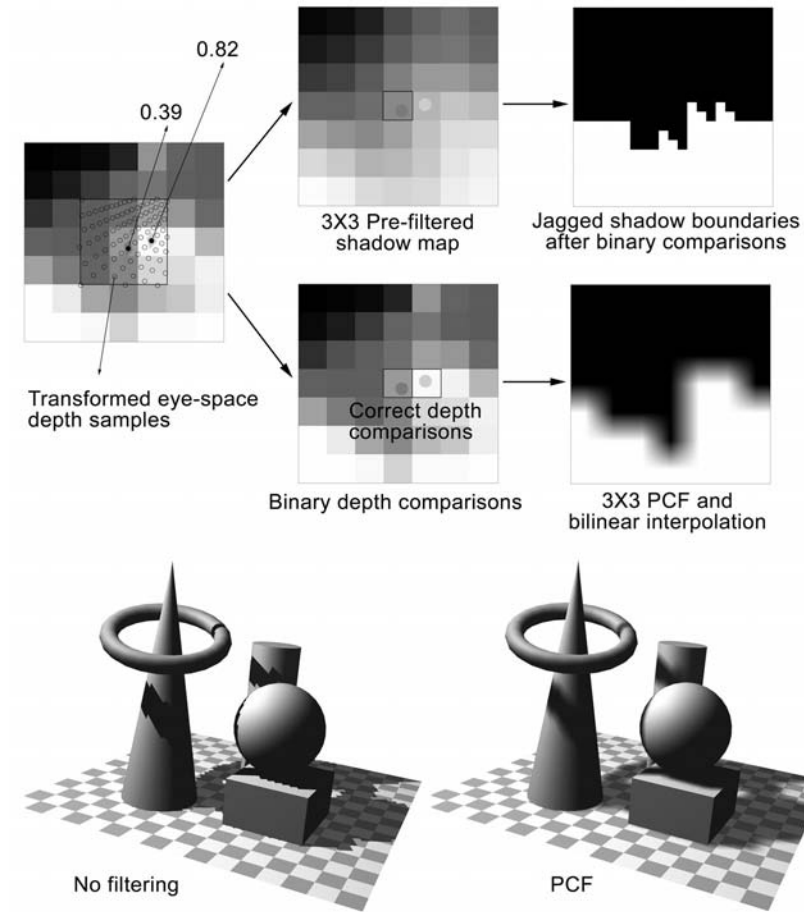 0.82
0.39
3X3 Pre-filtered
shadow map
Jagged shadow boundaries
after binary comparisons
Transformed eye-space
depth samples
Correct depth
comparisons
Binary depth comparisons
3X3 PCF and
bilinear interpolation
No filtering
PCF